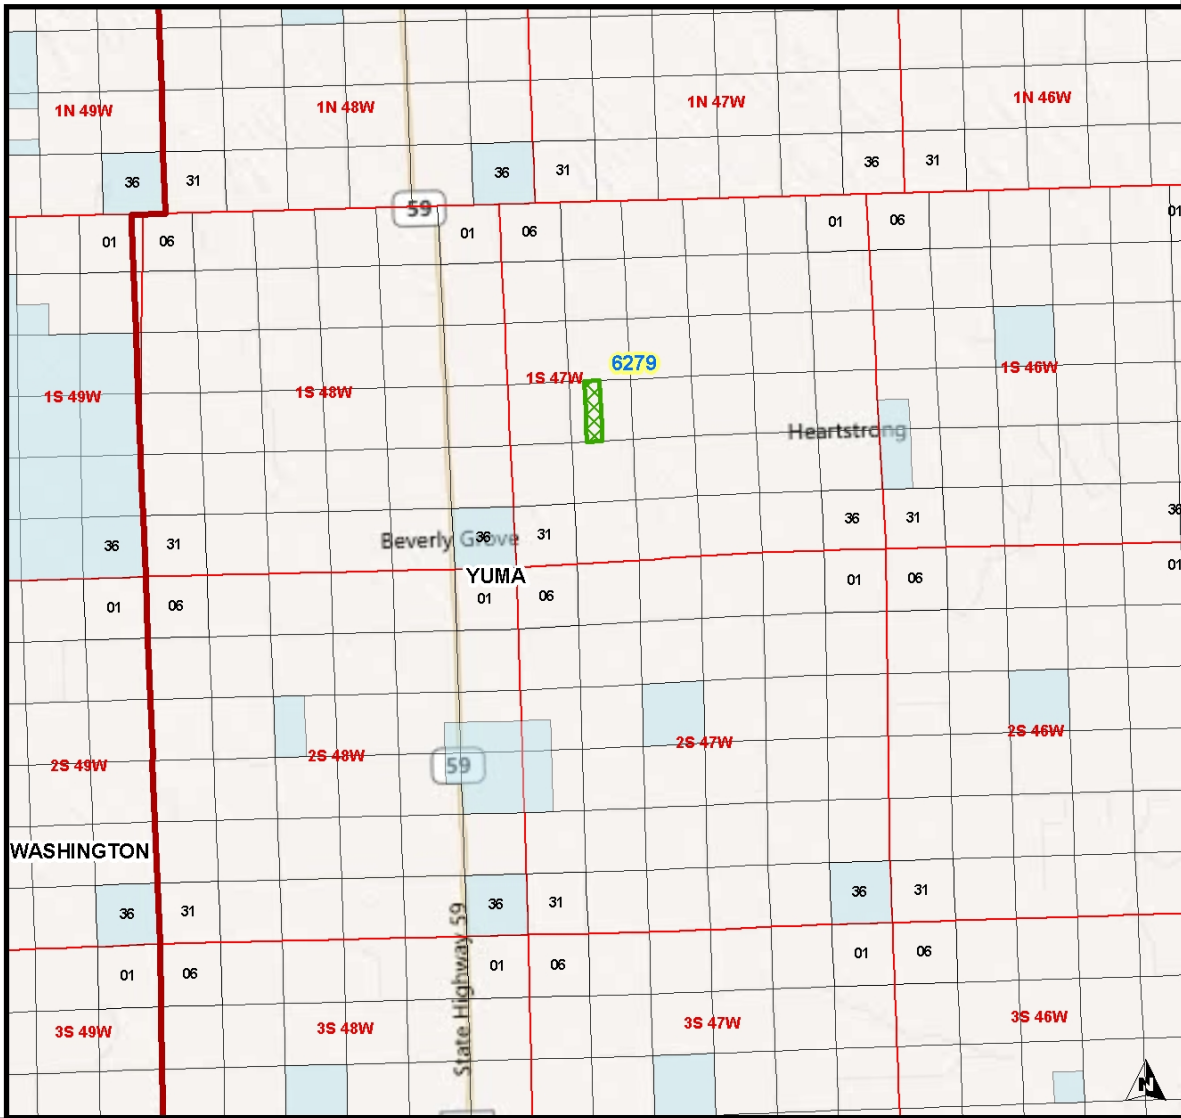 1N 49W
1N 48W
1N 47W
1N 46W
36
31
36
31
36
31
59
01
06
01
06
01
06
01
6279
1S 49W
1S 48W
1S 47W
1S 46W
Heartstrong
36
31
Beverly Grove
36
31
36
31
36
YUMA
01
06
01
06
01
06
01
2S 49W
2S 48W
59
2S 47W
2S 46W
WASHINGTON
36
31
36
31
36
31
State Highway 59
01
06
01
06
01
06
3S 49W
3S 48W
3S 47W
3S 46W
N